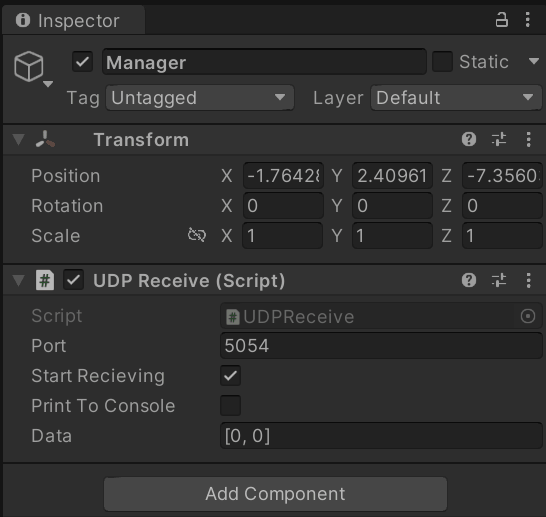 Inspector
Manager Static
Tag Untagged Layer Default
Transform
Position X -1.76428 Y 2.40961 Z -7.3560
Rotation X 0 Y 0 Z 0
Scale X 1 Y 1 Z 1
# UDP Receive (Script)
Script # UDPReceive
Port 5054
Start Recieving
Print To Console
Data [0, 0]
Add Component